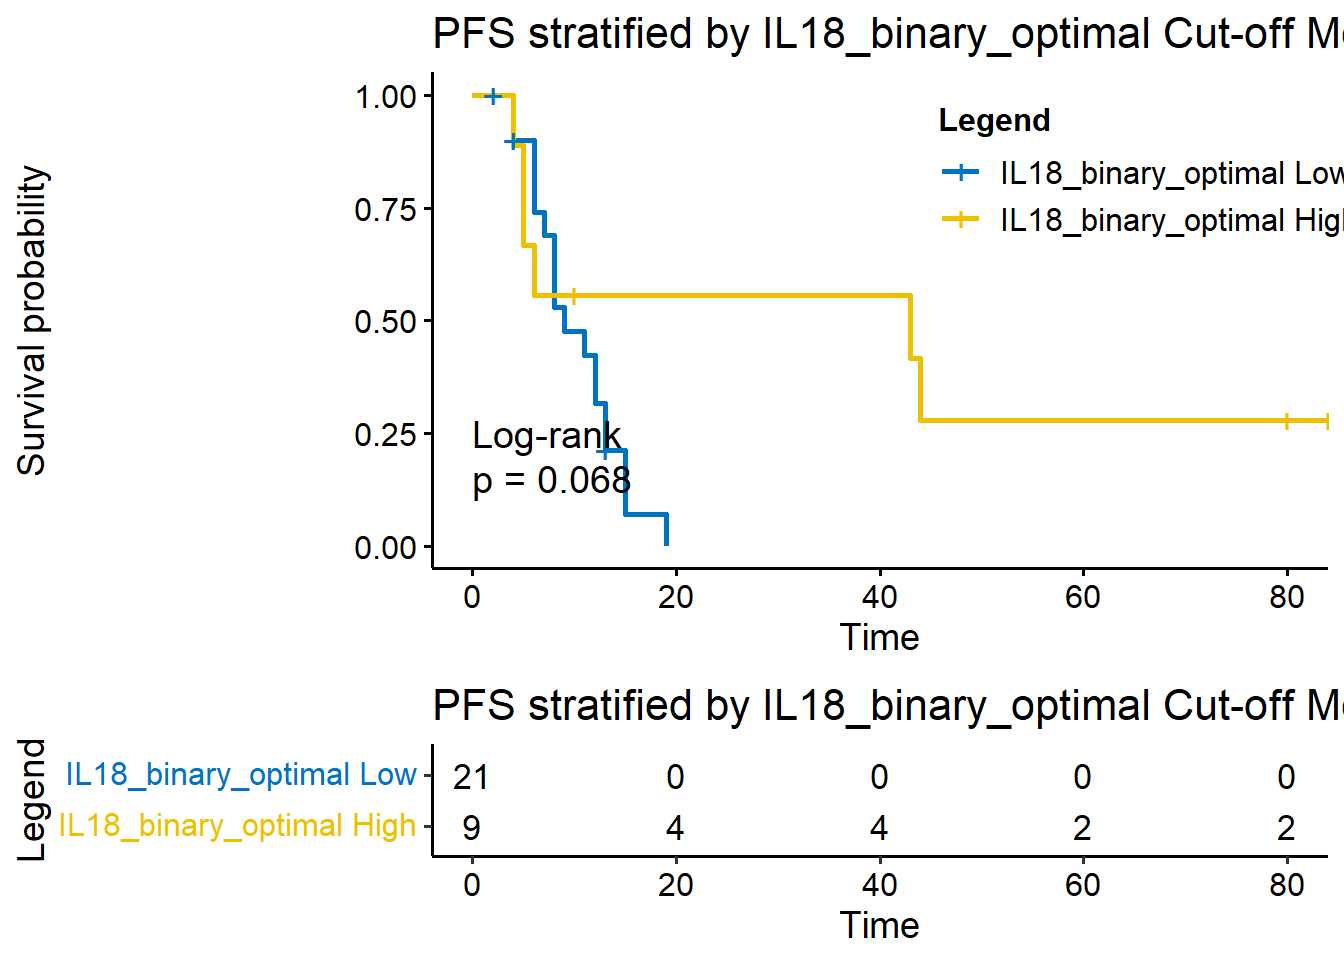 PFS stratified by IL18_binary_optimal Cut-off
Survival probability
1.00
0.75
0.50
0.25
0.00
Legend
IL18_binary_optimal Low
IL18_binary_optimal High
Log-rank
p = 0.068
0 20 40 60 80
Time
PFS stratified by IL18_binary_optimal Cut-off
Legend
IL18_binary_optimal Low 21 0 0 0 0
IL18_binary_optimal High 9 4 4 2 2
0 20 40 60 80
Time